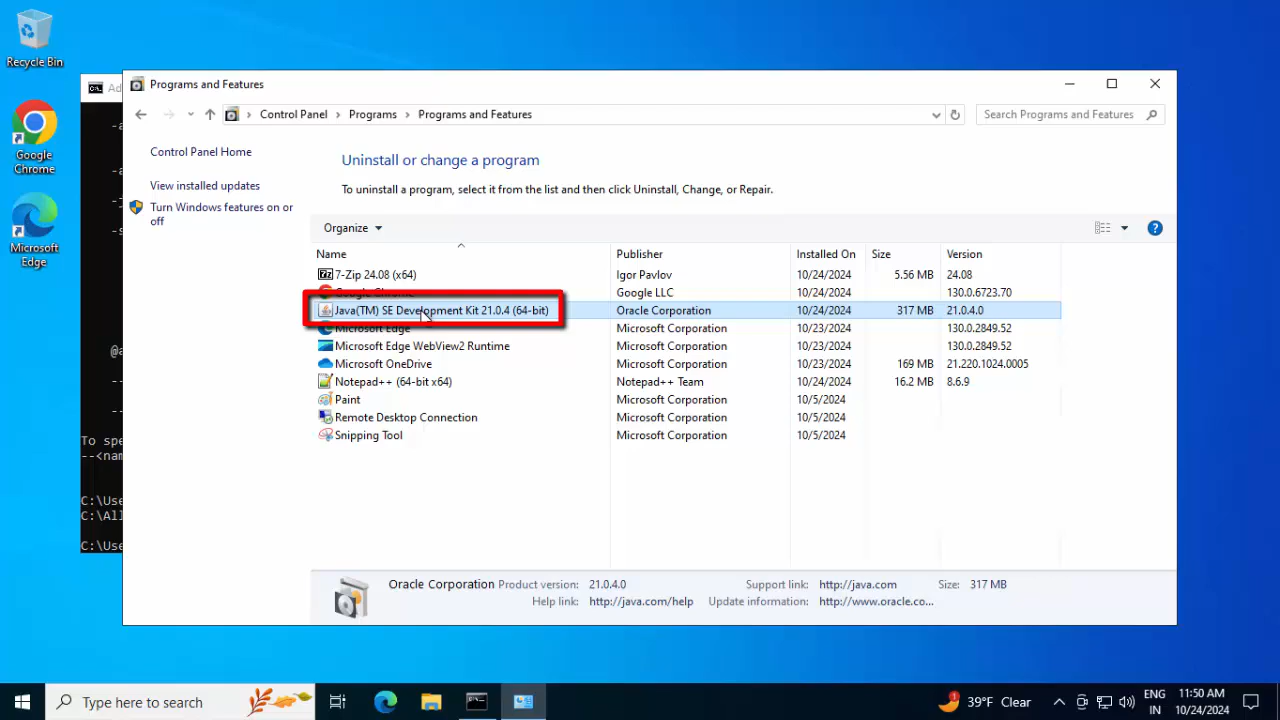 Recycle Bin
Google Chrome
Microsoft Edge
Ad
-a
-a
-J
-s
@a
--
--
To spe
--<nam
C:\Use
C:\All
C:\Use
Programs and Features
Control Panel > Programs > Programs and Features
Search Programs and Features
Control Panel Home
View installed updates
Turn Windows features on or
off
Uninstall or change a program
To uninstall a program, select it from the list and then click Uninstall, Change, or Repair.
Organize
Name Publisher Installed On Size Version
7-Zip 24.08 (x64) Igor Pavlov 10/24/2024 5.56 MB 24.08
Google Chrome Google LLC 10/24/2024 130.0.6723.70
Java(TM) SE Development Kit 21.0.4 (64-bit) Oracle Corporation 10/24/2024 317 MB 21.0.4.0
Microsoft Edge Microsoft Corporation 10/23/2024 130.0.2849.52
Microsoft Edge WebView2 Runtime Microsoft Corporation 10/23/2024 130.0.2849.52
Microsoft OneDrive Microsoft Corporation 10/23/2024 169 MB 21.220.1024.0005
Notepad++ (64-bit x64) Notepad++ Team 10/24/2024 16.2 MB 8.6.9
Paint Microsoft Corporation 10/5/2024
Remote Desktop Connection Microsoft Corporation 10/5/2024
Snipping Tool Microsoft Corporation 10/5/2024
Oracle Corporation Product version: 21.0.4.0 Support link: http://java.com Size: 317 MB
Help link: http://java.com/help Update information: http://www.oracle.co...
Type here to search
1 39°F Clear
ENG
IN
11:50 AM
10/24/2024